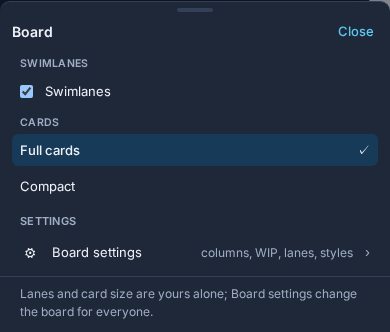 Board
Close
SWIMLANES
Swimlanes
CARDS
Full cards ✓
Compact
SETTINGS
Board settings columns, WIP, lanes, styles ›
Lanes and card size are yours alone; Board settings change
the board for everyone.